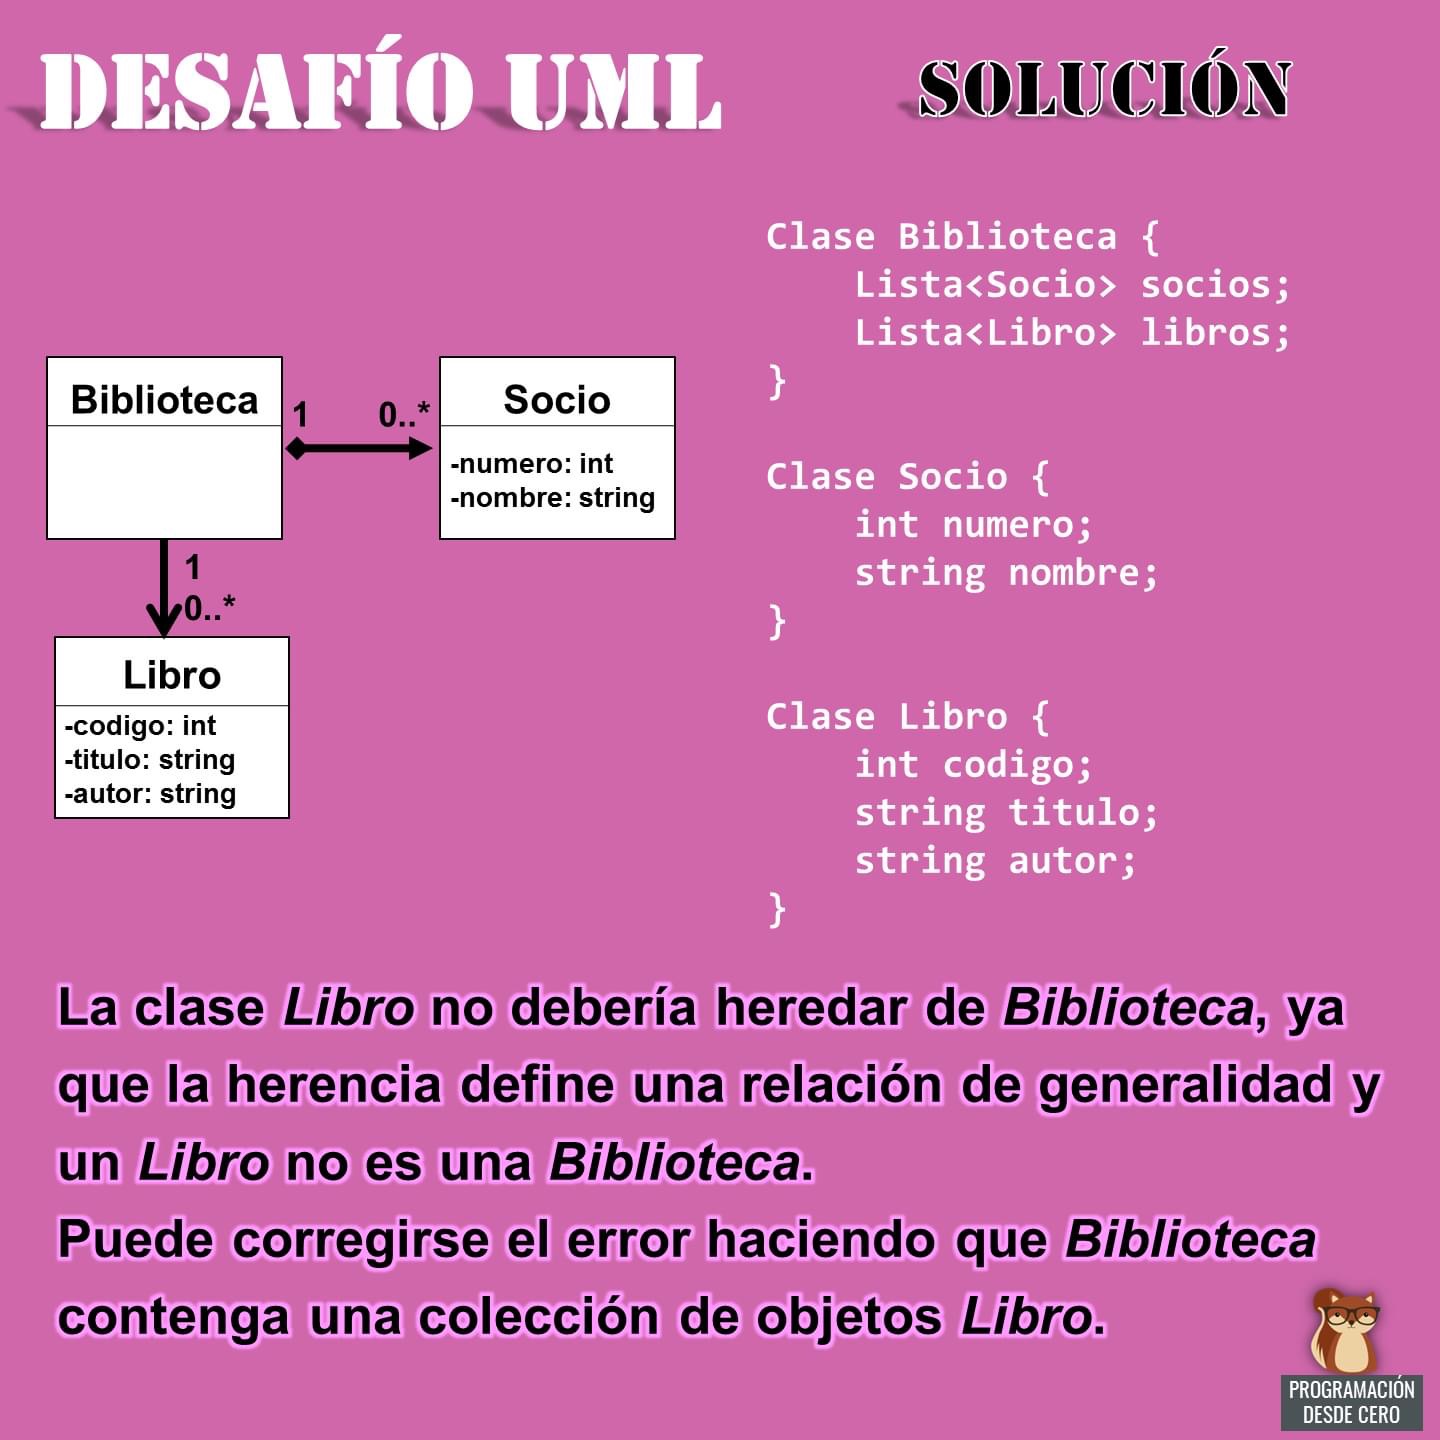 DESAFÍO UML
SOLUCIÓN
Biblioteca
1
0..*
Socio
-numero: int
-nombre: string
1
0..*
Libro
-codigo: int
-titulo: string
-autor: string
Clase Biblioteca {
Lista<Socio> socios;
Lista<Libro> libros;
}
Clase Socio {
int numero;
string nombre;
}
Clase Libro {
int codigo;
string titulo;
string autor;
}
La clase Libro no debería heredar de Biblioteca, ya
que la herencia define una relación de generalidad y
un Libro no es una Biblioteca.
Puede corregirse el error haciendo que Biblioteca
contenga una colección de objetos Libro.
PROGRAMACIÓN
DESDE CERO